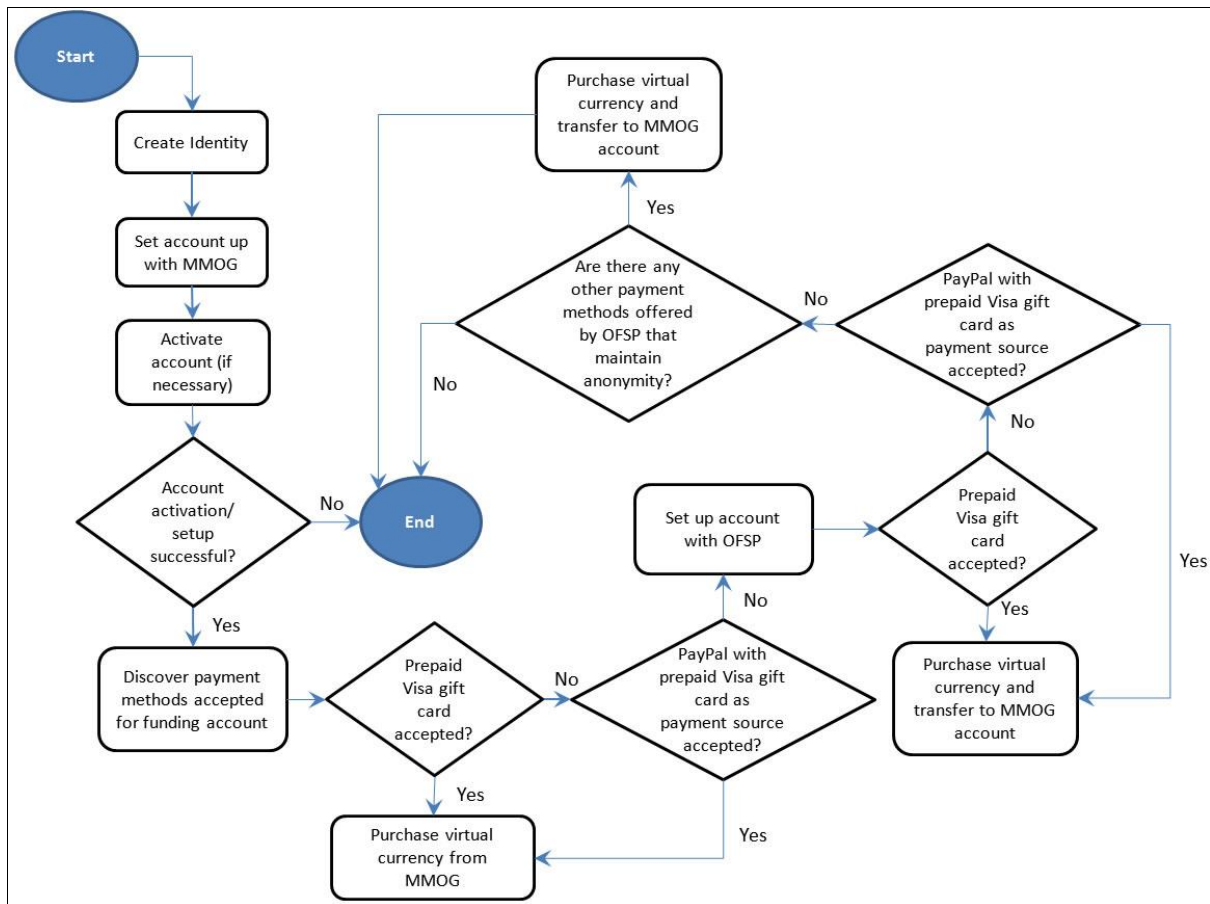 Start
Create Identity
Set account up
with MMOG
Activate
account (if
necessary)
Account
activation/
setup
successful?
No
End
Yes
Discover payment
methods accepted
for funding account
Prepaid
Visa gift
card
accepted?
No
Yes
Purchase virtual
currency from
MMOG
PayPal with
prepaid Visa gift
card as
payment source
accepted?
Yes
No
Set up account
with OFSP
Prepaid
Visa gift
card
accepted?
Yes
No
Purchase virtual
currency and
transfer to MMOG
account
PayPal with
prepaid Visa gift
card as
payment source
accepted?
Yes
No
Are there any
other payment
methods offered
by OFSP that
maintain
anonymity?
No
Yes
Purchase virtual
currency and
transfer to MMOG
account